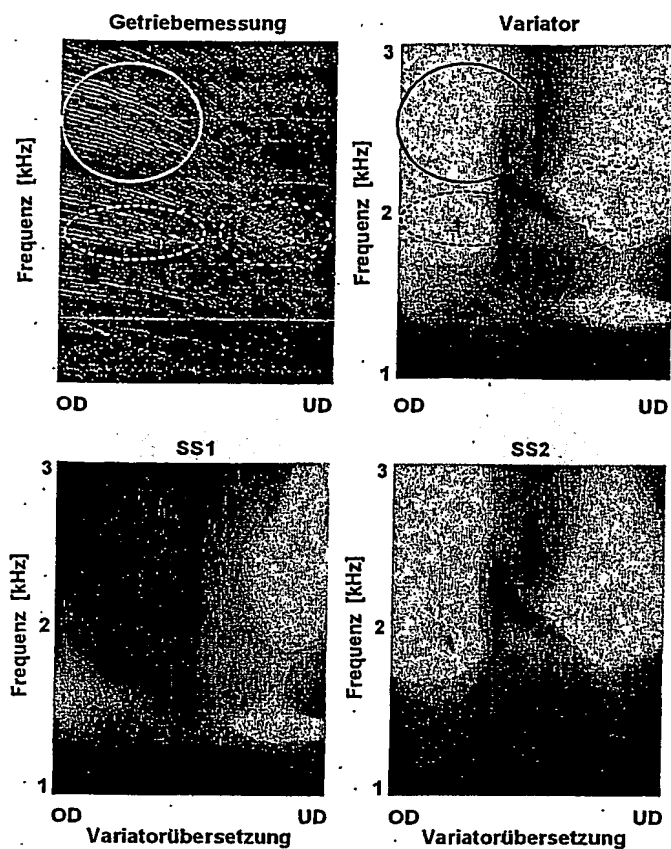 Getriebemessung
Variator
Frequenz [kHz]
Frequenz [kHz]
3
2
1
OD
UD
OD
UD
SS1
SS2
Frequenz [kHz]
3
2
1
Frequenz [kHz]
3
2
1
OD
UD
OD
UD
Variatorübersetzung
Variatorübersetzung